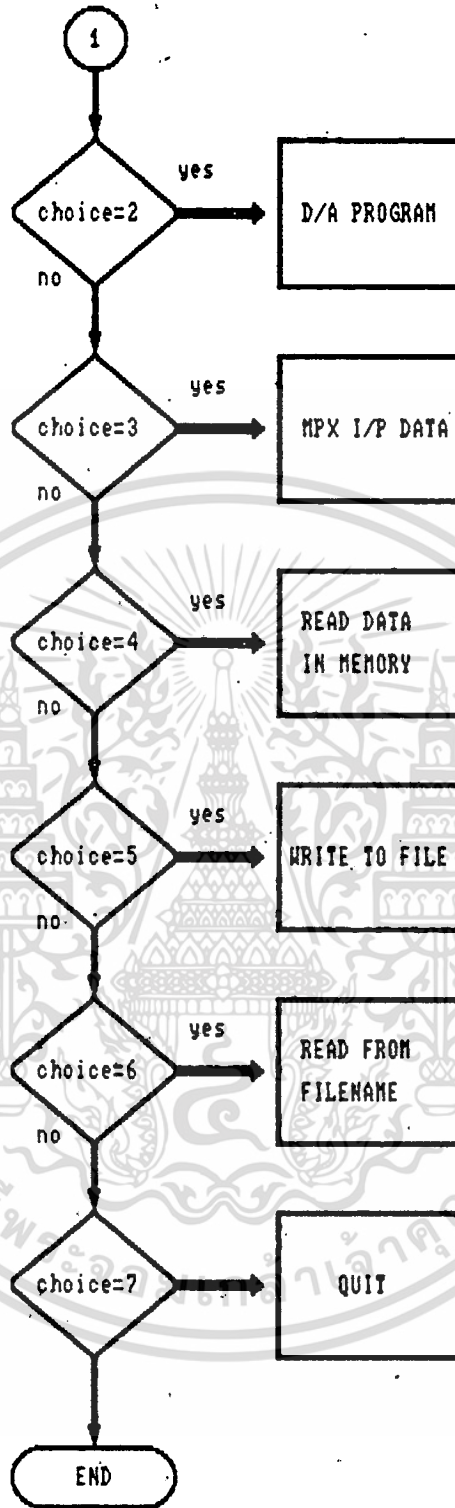 1
yes
choice=2
D/A PROGRAM
no
yes
choice=3
MPX I/P DATA
no
yes
choice=4
READ DATA
IN MEMORY
no
yes
choice=5
WRITE TO FILE
no
yes
choice=6
READ FROM
FILENAME
no
choice=7
QUIT
END